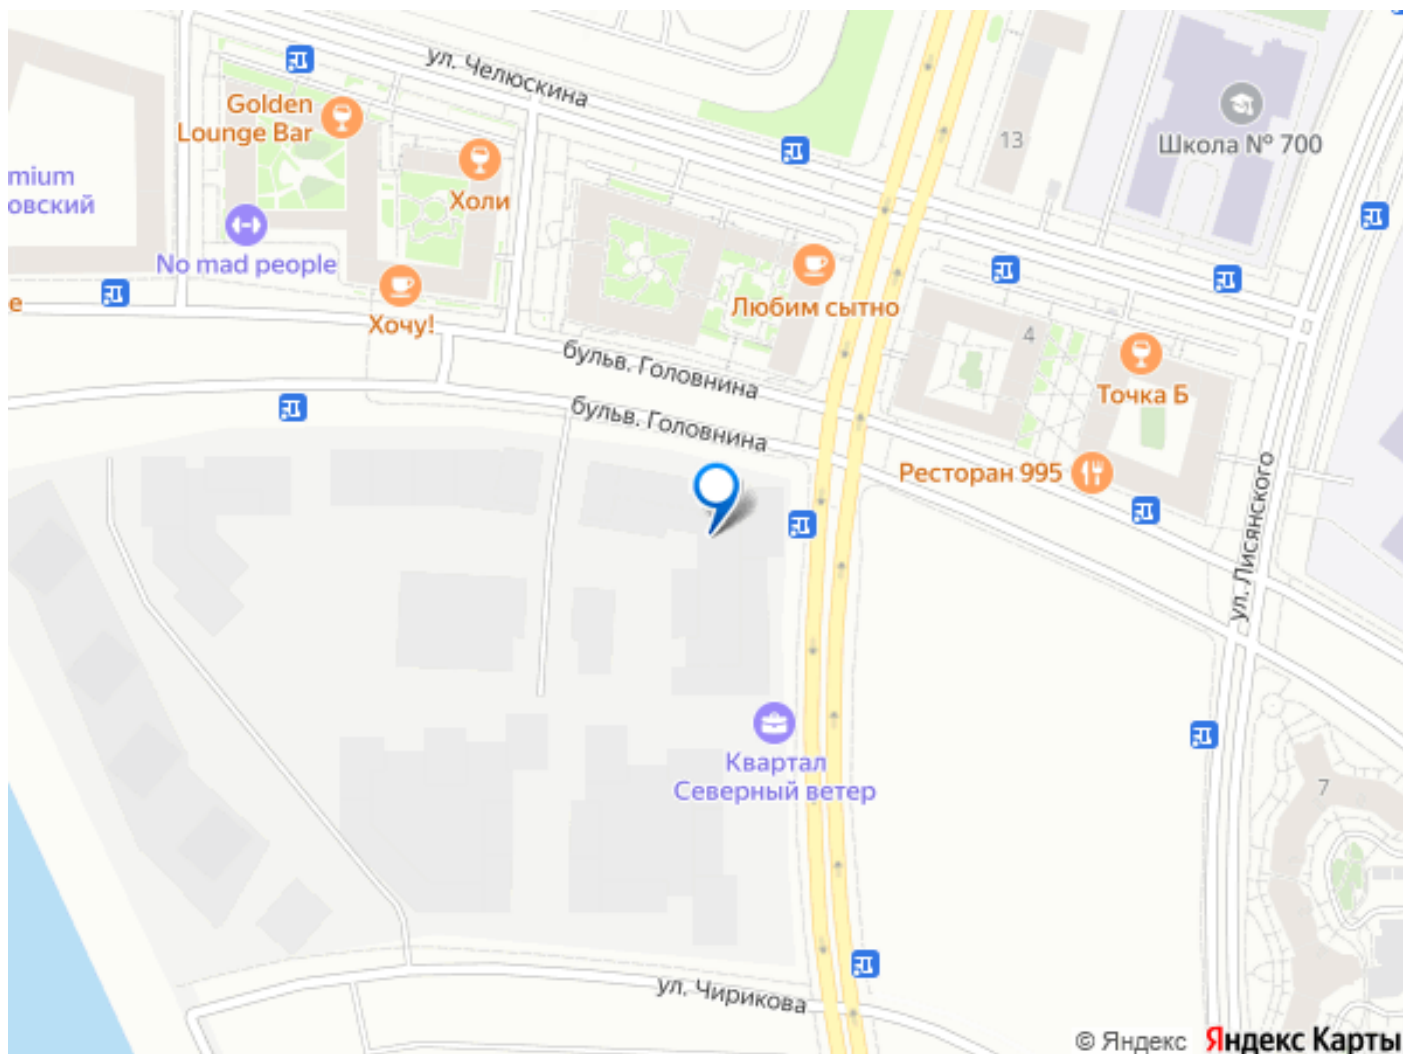 ул. Челюскина
Golden
Lounge Bar
Холи
13
Школа № 700
mium
овский
No mad people
Хочу!
е
Любим сытно
4
Точка Б
бульв. Головнина
бульв. Головнина
Ресторан 995
ул. Лисянского
Квартал
Северный ветер
7
ул. Чирикова
© Яндекс
Яндекс Карты